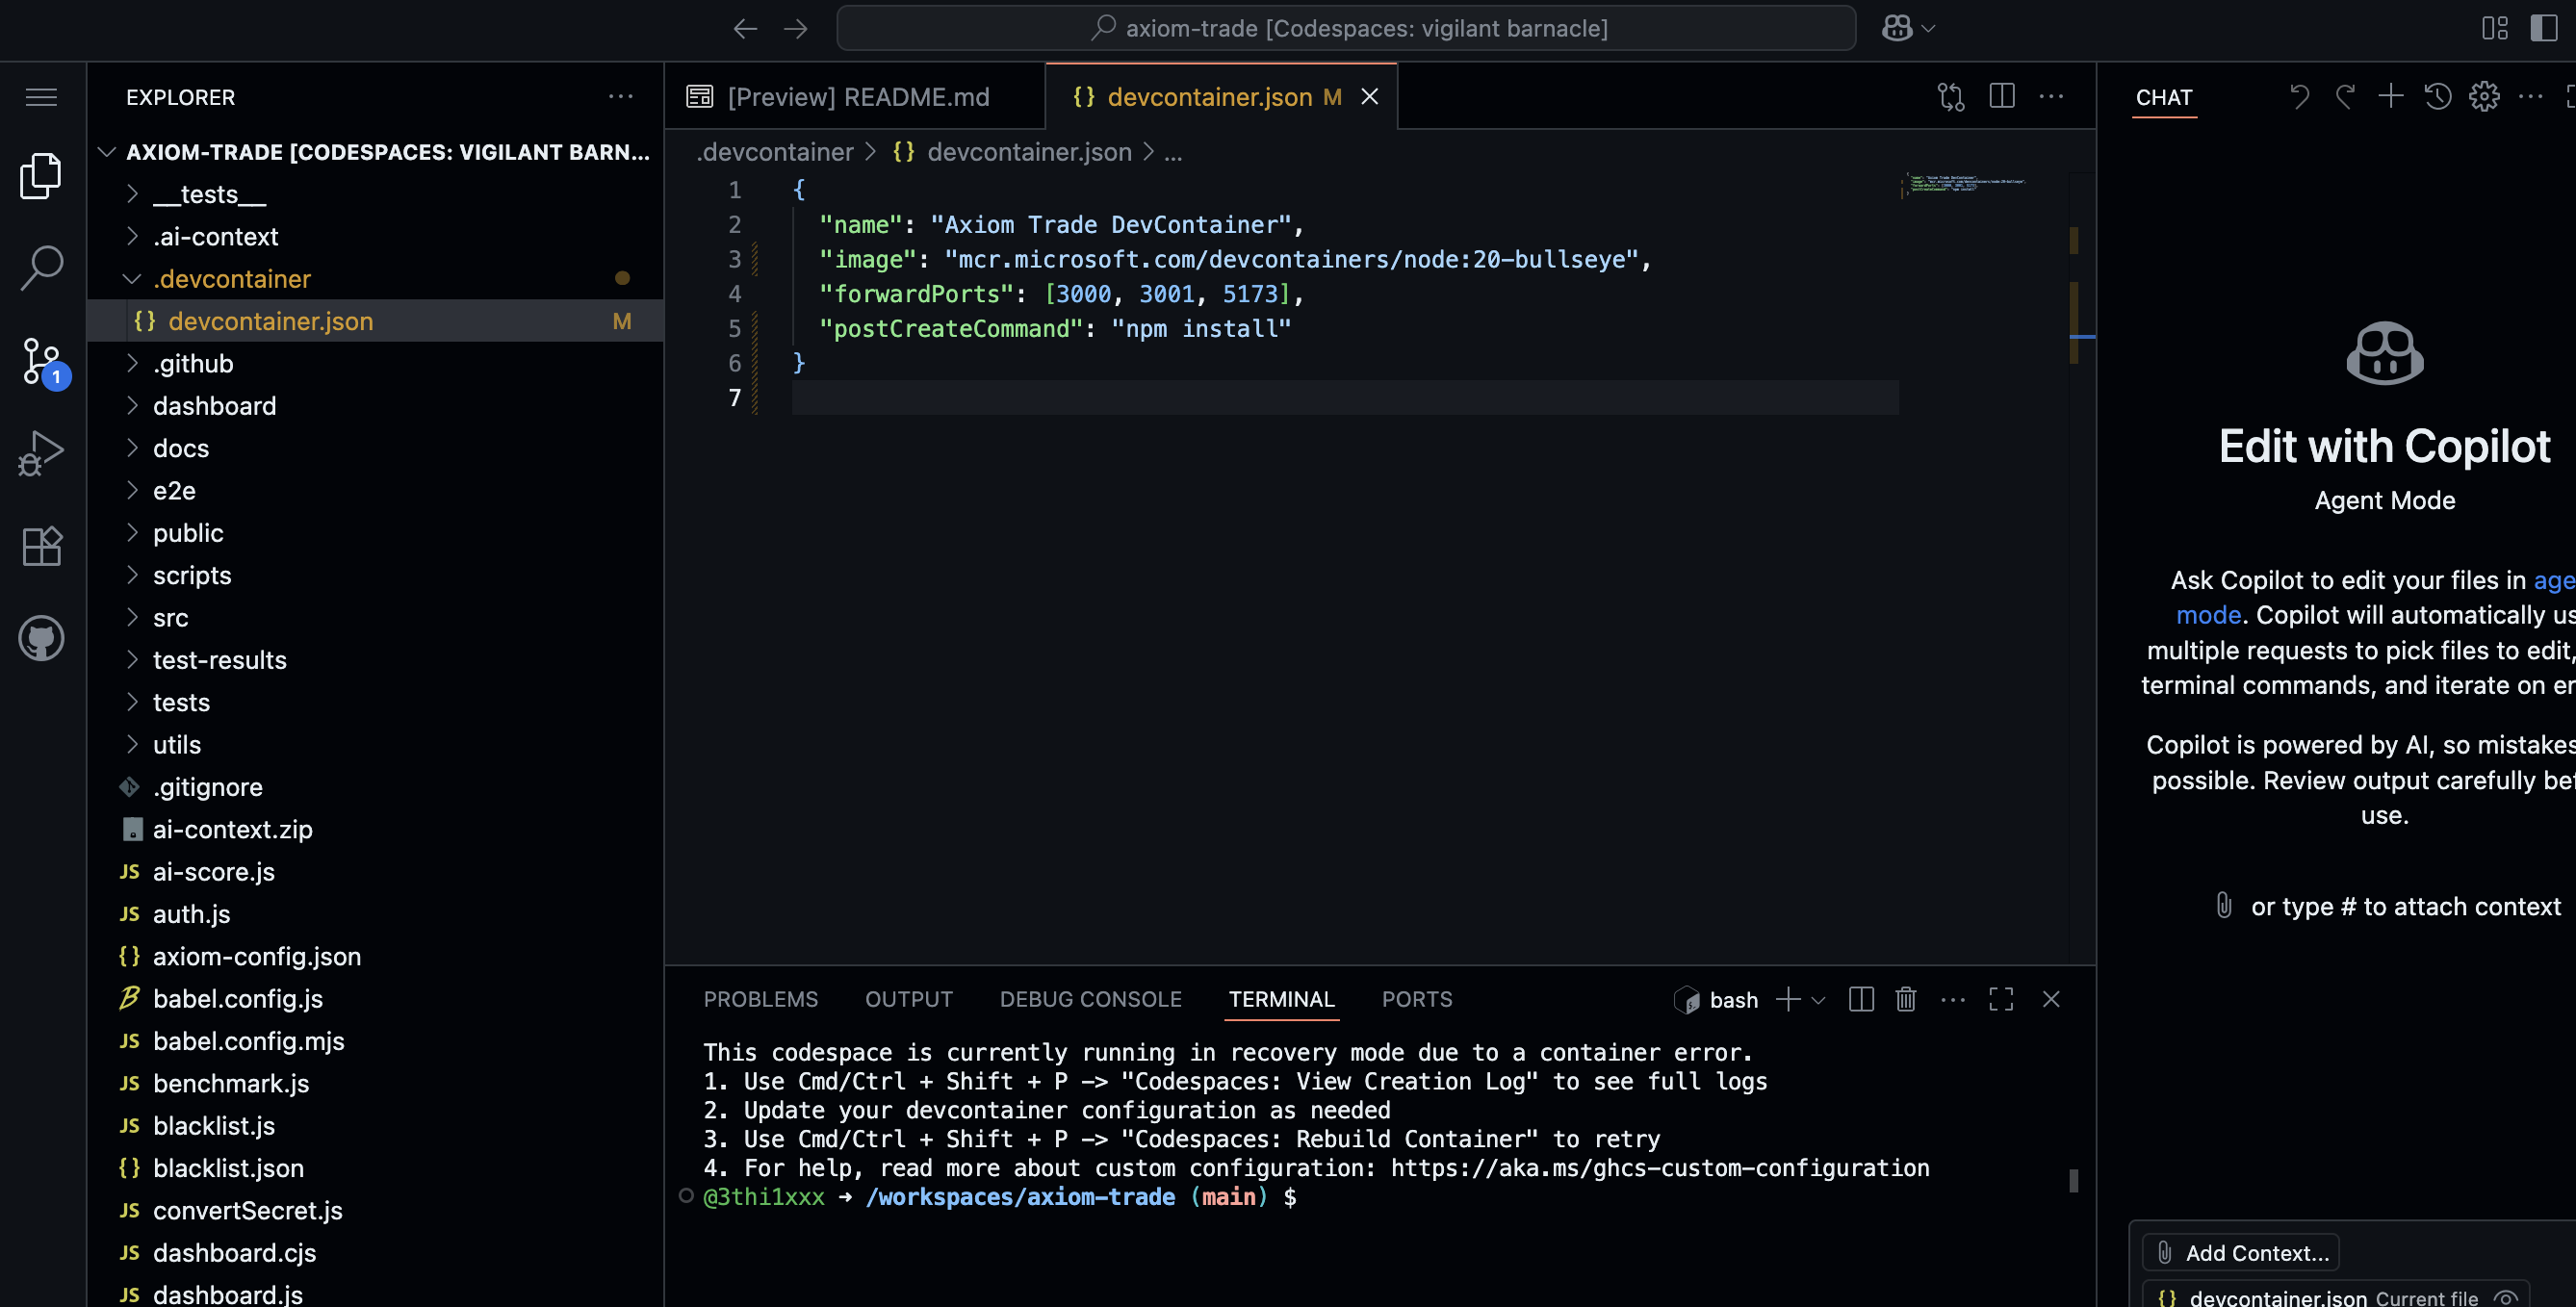 axiom-trade [Codespaces: vigilant barnacle]
EXPLORER
AXIOM-TRADE [CODESPACES: VIGILANT BARN...
__tests__
.ai-context
.devcontainer
{} devcontainer.json M
.github
dashboard
docs
e2e
public
scripts
src
test-results
tests
utils
.gitignore
ai-context.zip
JS ai-score.js
JS auth.js
{} axiom-config.json
babel.config.js
JS babel.config.mjs
JS benchmark.js
JS blacklist.js
{} blacklist.json
JS convertSecret.js
JS dashboard.cjs
JS dashboard.js
1
[Preview] README.md
{} devcontainer.json M
.devcontainer > {} devcontainer.json > ...
1 {
2 "name": "Axiom Trade DevContainer",
3 "image": "mcr.microsoft.com/devcontainers/node:20-bullseye",
4 "forwardPorts": [3000, 3001, 5173],
5 "postCreateCommand": "npm install"
6 }
7
PROBLEMS OUTPUT DEBUG CONSOLE TERMINAL PORTS
bash
This codespace is currently running in recovery mode due to a container error.
1. Use Cmd/Ctrl + Shift + P -> "Codespaces: View Creation Log" to see full logs
2. Update your devcontainer configuration as needed
3. Use Cmd/Ctrl + Shift + P -> "Codespaces: Rebuild Container" to retry
4. For help, read more about custom configuration: https://aka.ms/ghcs-custom-configuration
@3thi1xxx → /workspaces/axiom-trade (main) $
CHAT
Edit with Copilot
Agent Mode
Ask Copilot to edit your files in age
mode. Copilot will automatically us
multiple requests to pick files to edit,
terminal commands, and iterate on er
Copilot is powered by AI, so mistakes
possible. Review output carefully bef
use.
or type # to attach context
Add Context...
{} devcontainer.json Current file